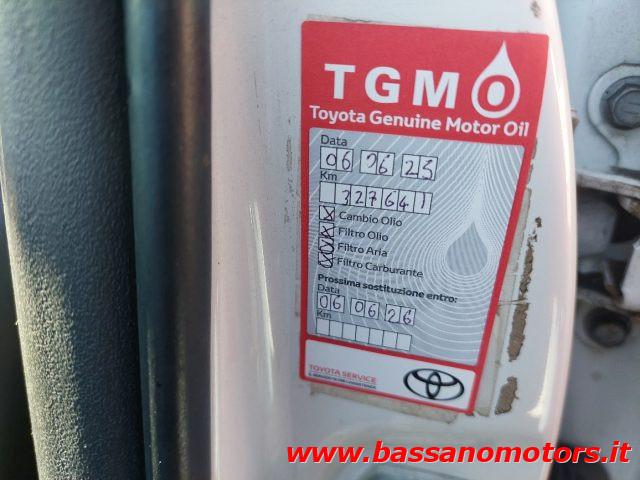 TGMO
Toyota Genuine Motor Oil
Data
06 06 25
Km
327641
Cambio Olio
Filtro Olio
Filtro Aria
Filtro Carburante
Prossima sostituzione entro:
Data
06 06 26
Km
TOYOTA SERVICE
www.bassanomotors.it